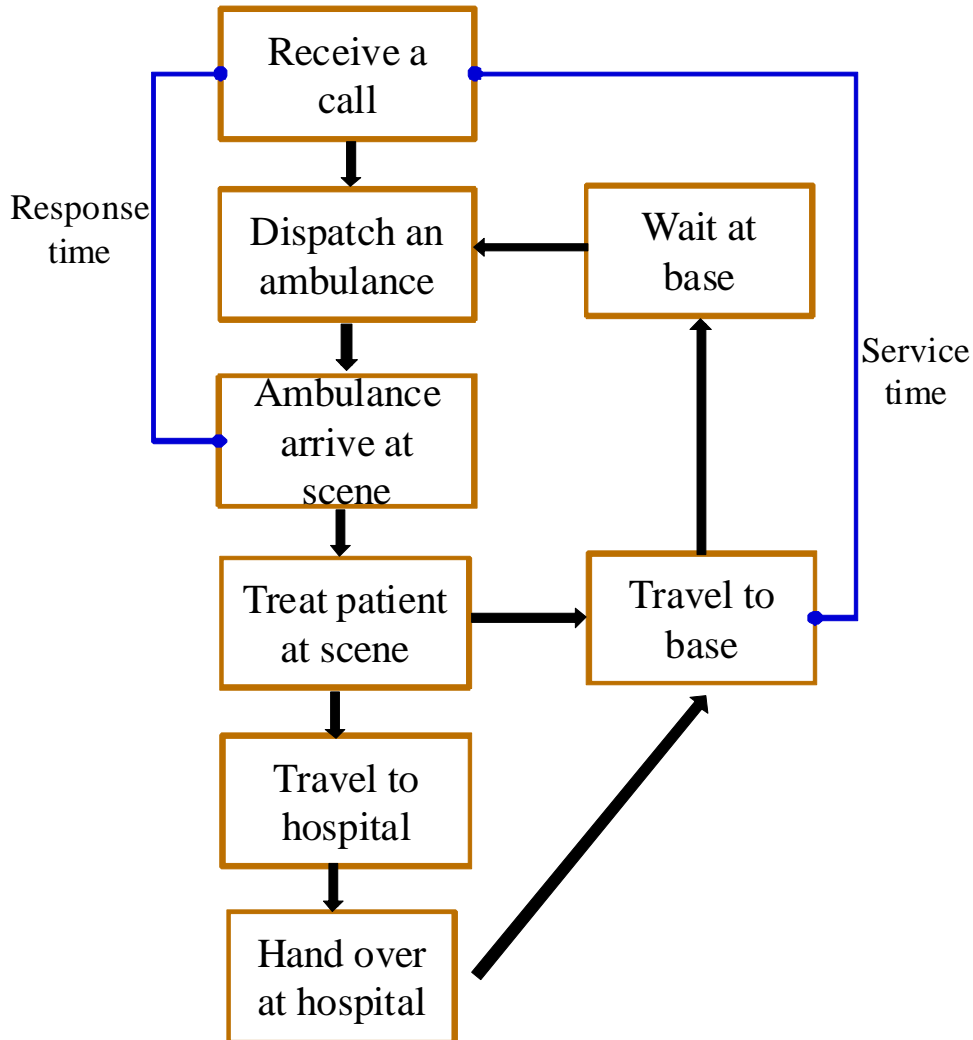 Receive a
call
Response
time
Dispatch an
ambulance
Wait at
base
Service
time
Ambulance
arrive at
scene
Treat patient
at scene
Travel to
base
Travel to
hospital
Hand over
at hospital